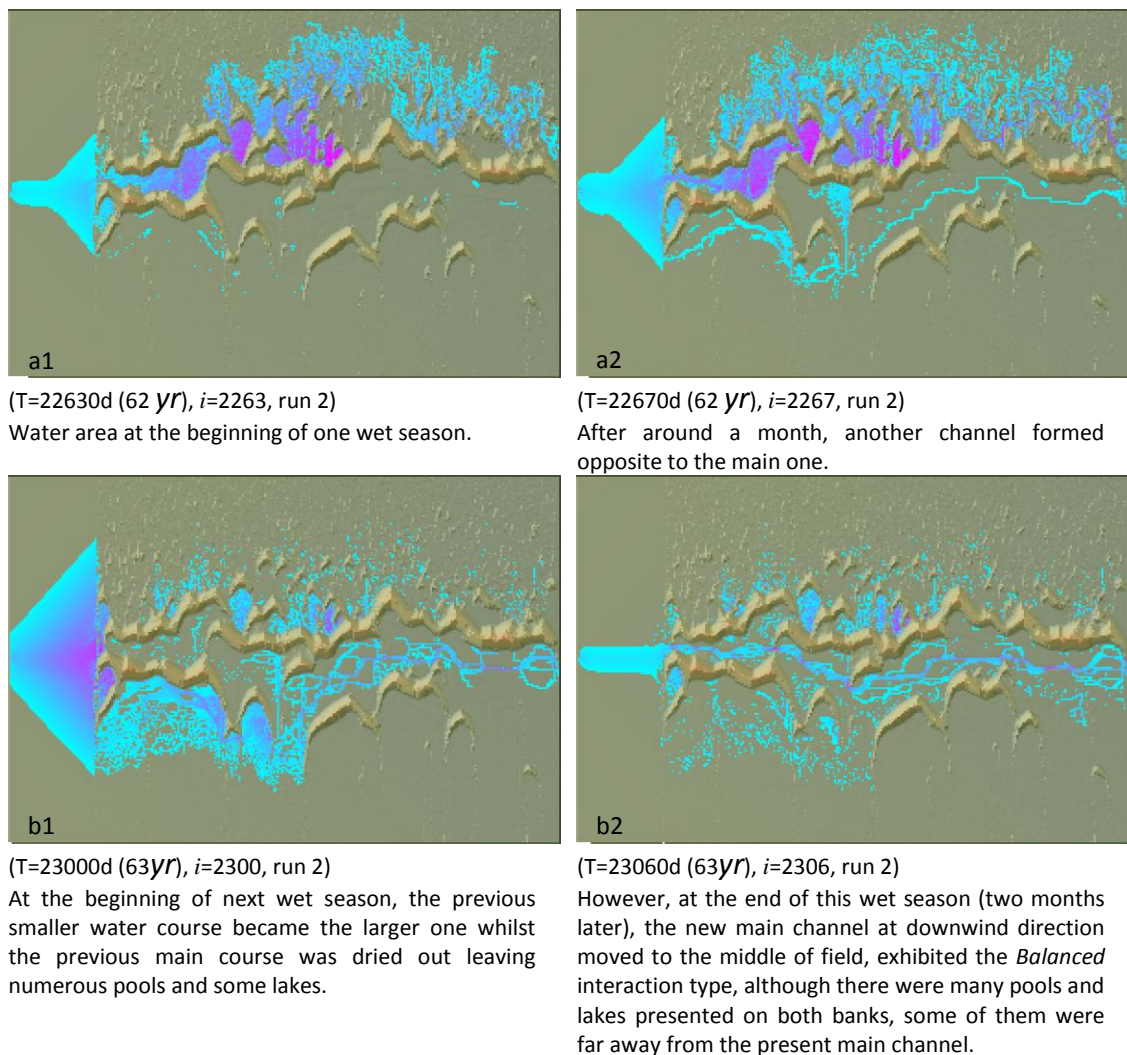 a1
a2
(T=22630d (62 yr), i=2263, run 2)
Water area at the beginning of one wet season.
(T=22670d (62 yr), i=2267, run 2)
After around a month, another channel formed
opposite to the main one.
b1
b2
(T=23000d (63yr), i=2300, run 2)
At the beginning of next wet season, the previous
smaller water course became the larger one whilst
the previous main course was dried out leaving
numerous pools and some lakes.
(T=23060d (63yr), i=2306, run 2)
However, at the end of this wet season (two months
later), the new main channel at downwind direction
moved to the middle of field, exhibited the Balanced
interaction type, although there were many pools and
lakes presented on both banks, some of them were
far away from the present main channel.